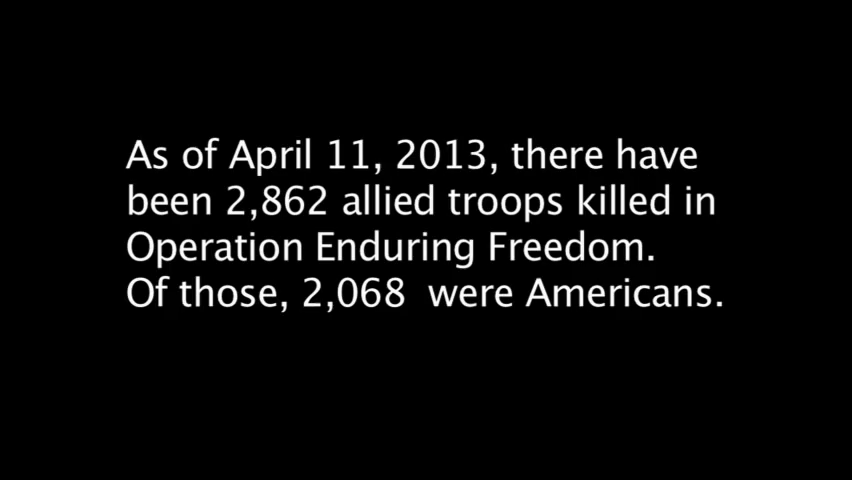 As of April 11, 2013, there have
been 2,862 allied troops killed in
Operation Enduring Freedom.
Of those, 2,068  were Americans.